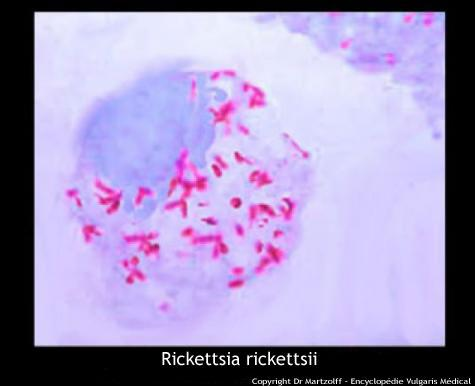 Rickettsia rickettsii
Copyright Dr Martzolff - Encyclopédie Vulgaris Médical